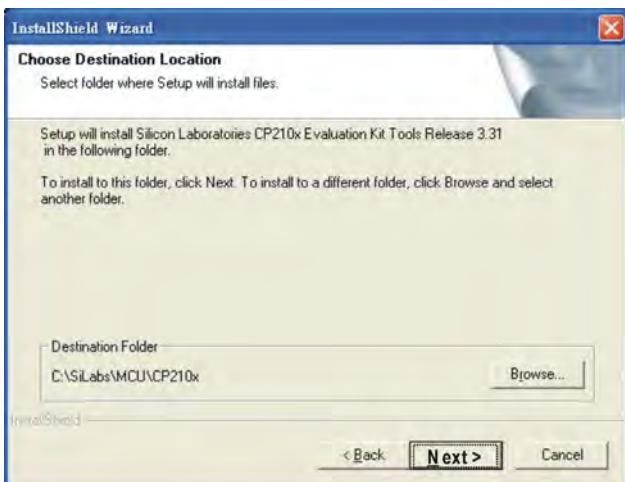 InstallShield Wizard
Choose Destination Location
Select folder where Setup will install files.
Setup will install Silicon Laboratories CP210x Evaluation Kit Tools Release 3.31
in the following folder.
To install to this folder, click Next. To install to a different folder, click Browse and select
another folder.
Destination Folder
C:\SiLabs\MCU\CP210x
Browse...
InstallShield
< Back
Next >
Cancel